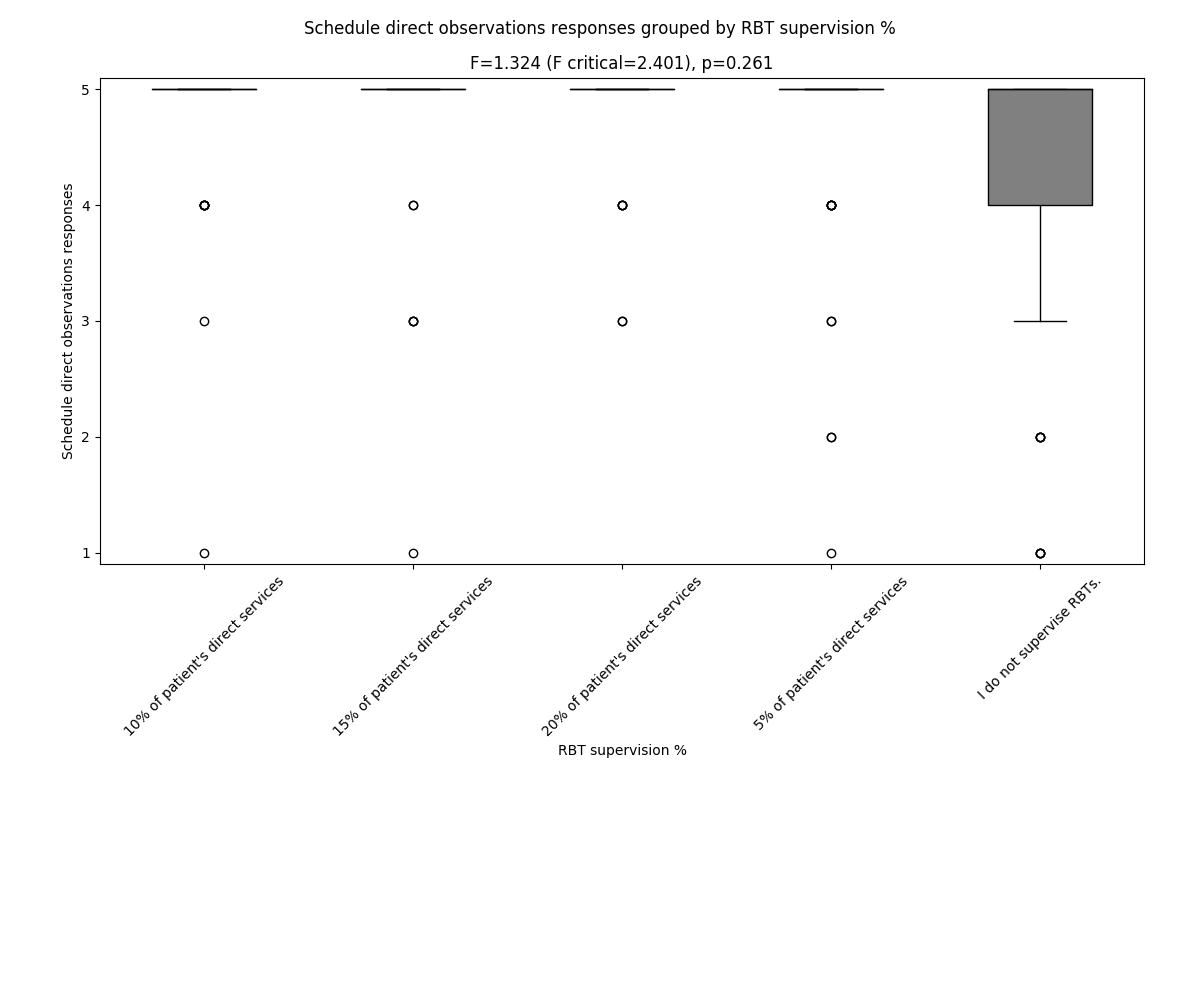 Schedule direct observations responses grouped by RBT supervision %
F=1.324 (F critical=2.401), p=0.261
Schedule direct observations responses
5
4
3
2
1
10% of patient's direct services
15% of patient's direct services
20% of patient's direct services
5% of patient's direct services
I do not supervise RBTs.
RBT supervision %